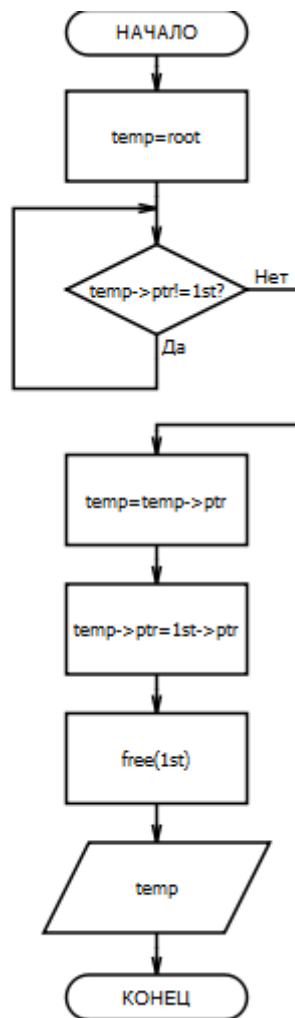 НАЧАЛО
temp=root
temp->ptr!=1st?
Нет
Да
temp=temp->ptr
temp->ptr=1st->ptr
free(1st)
temp
КОНЕЦ